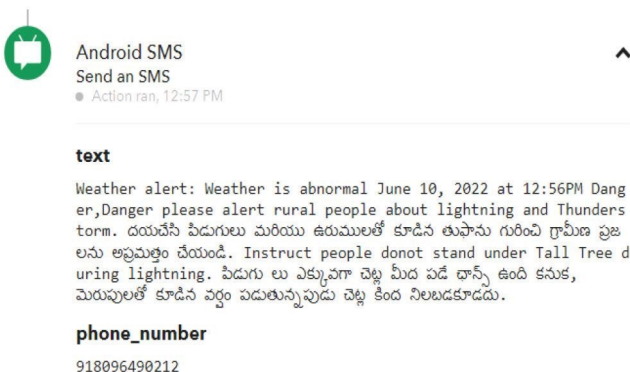 Android SMS
Send an SMS
Action ran, 12:57 PM
text
Weather alert: Weather is abnormal June 10, 2022 at 12:56PM Dang
er,Danger please alert rural people about lightning and Thunders
torm. దయచేసి పిడుగులు మరియు ఉరుములతో కూడిన తుఫాను గురించి గ్రామీణ ప్రజ
లను అప్రమత్తం చేయండి. Instruct people donot stand under Tall Tree d
uring lightning. పిడుగు లు ఎక్కువగా చెట్ల మీద పడే ఛాన్స్ ఉంది కనుక,
మెరుపులతో కూడిన వర్షం పడుతున్నపుడు చెట్ల కింద నిలబడకూడదు.
phone_number
918096490212